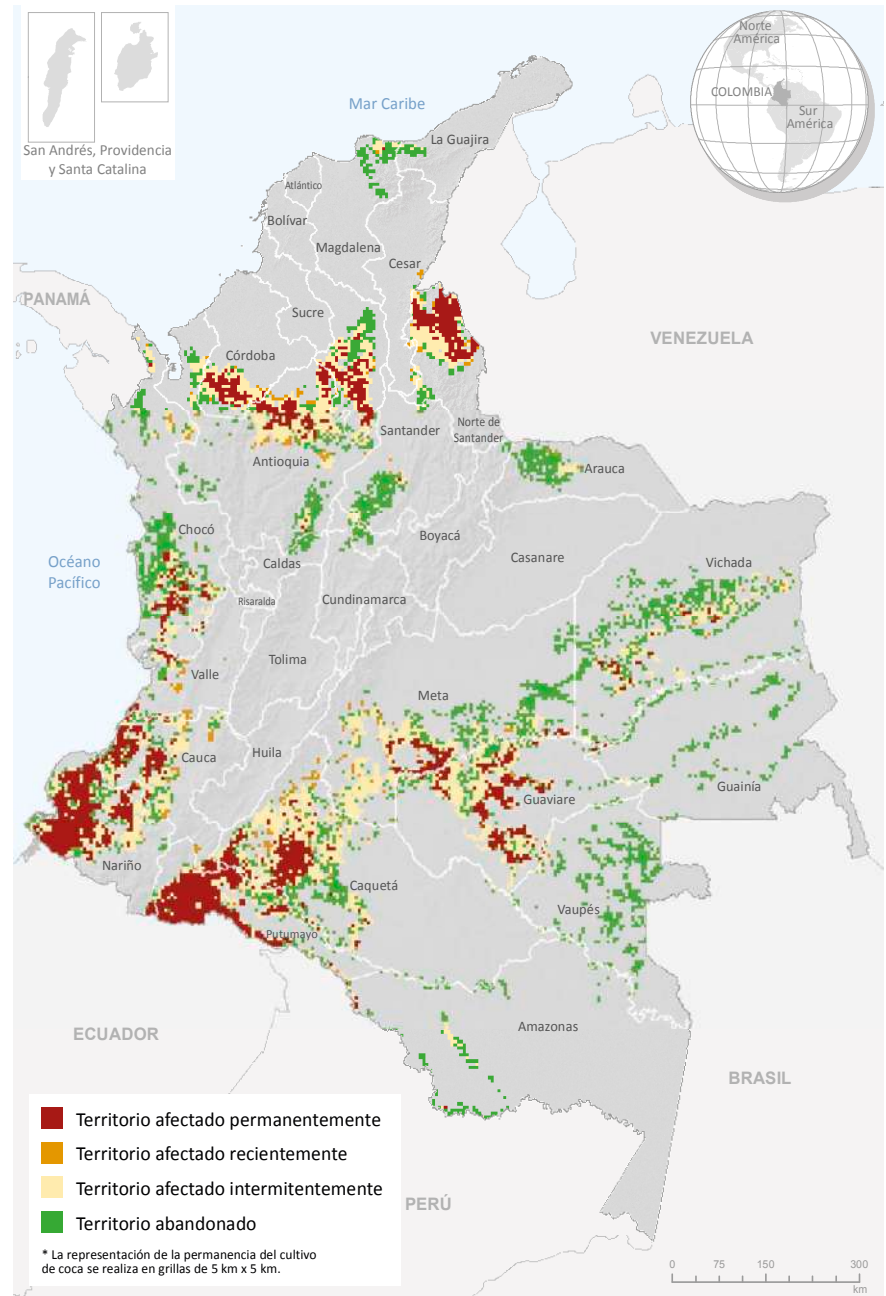 Norte
América
COLOMBIA
Sur
América
San Andrés, Providencia
y Santa Catalina
Mar Caribe
La Guajira
Atlántico
Bolívar
Magdalena
Cesar
PANAMÁ
Sucre
VENEZUELA
Córdoba
Norte de
Santander
Santander
Antioquia
Arauca
Chocó
Boyacá
Océano
Pacífico
Caldas
Casanare
Vichada
Risaralda
Cundinamarca
Valle
Tolima
Meta
Cauca
Huila
Guaviare
Guainía
Nariño
Caquetá
Vaupés
Putumayo
Amazonas
ECUADOR
BRASIL
PERÚ
Territorio afectado permanentemente
Territorio afectado recientemente
Territorio afectado intermitentemente
Territorio abandonado
* La representación de la permanencia del cultivo
de coca se realiza en grillas de 5 km x 5 km.
0 75 150 300
km